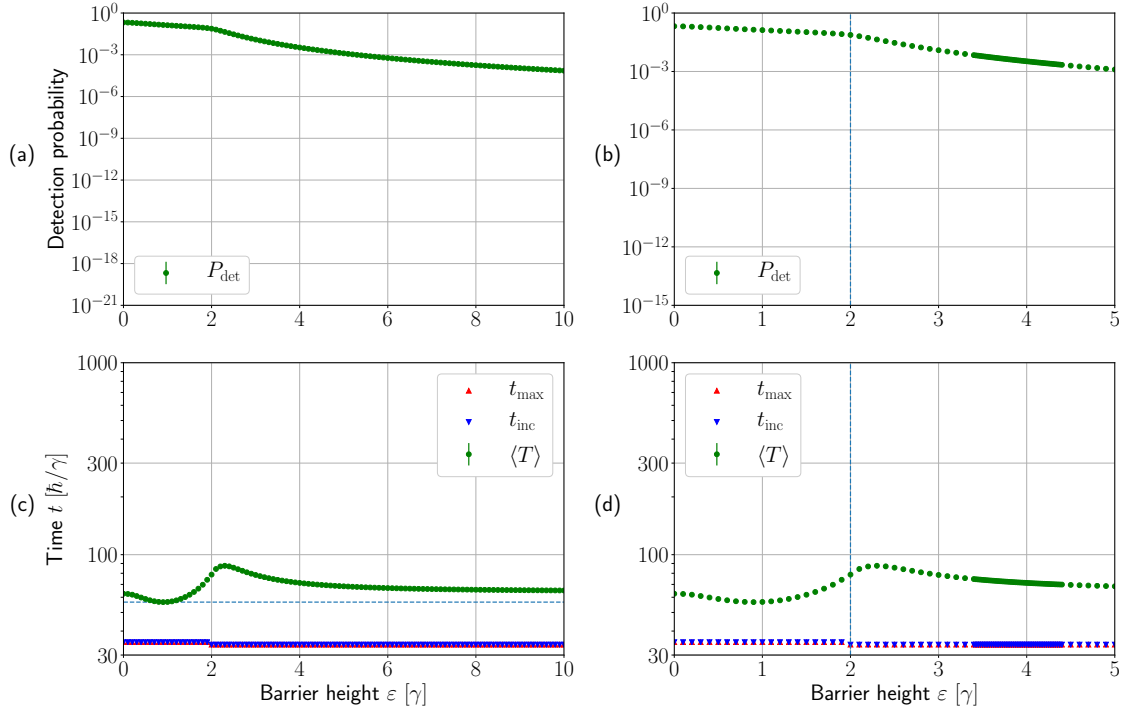 (a)
Detection probability
10^0
10^-3
10^-6
10^-9
10^-12
10^-15
10^-18
10^-21
P_det
0 2 4 6 8 10
(b)
10^0
10^-3
10^-6
10^-9
10^-12
10^-15
P_det
0 1 2 3 4 5
(c)
Time t [ħ/γ]
1000
300
100
30
t_max
t_inc
⟨T⟩
0 2 4 6 8 10
Barrier height ε [γ]
(d)
1000
300
100
30
t_max
t_inc
⟨T⟩
0 1 2 3 4 5
Barrier height ε [γ]